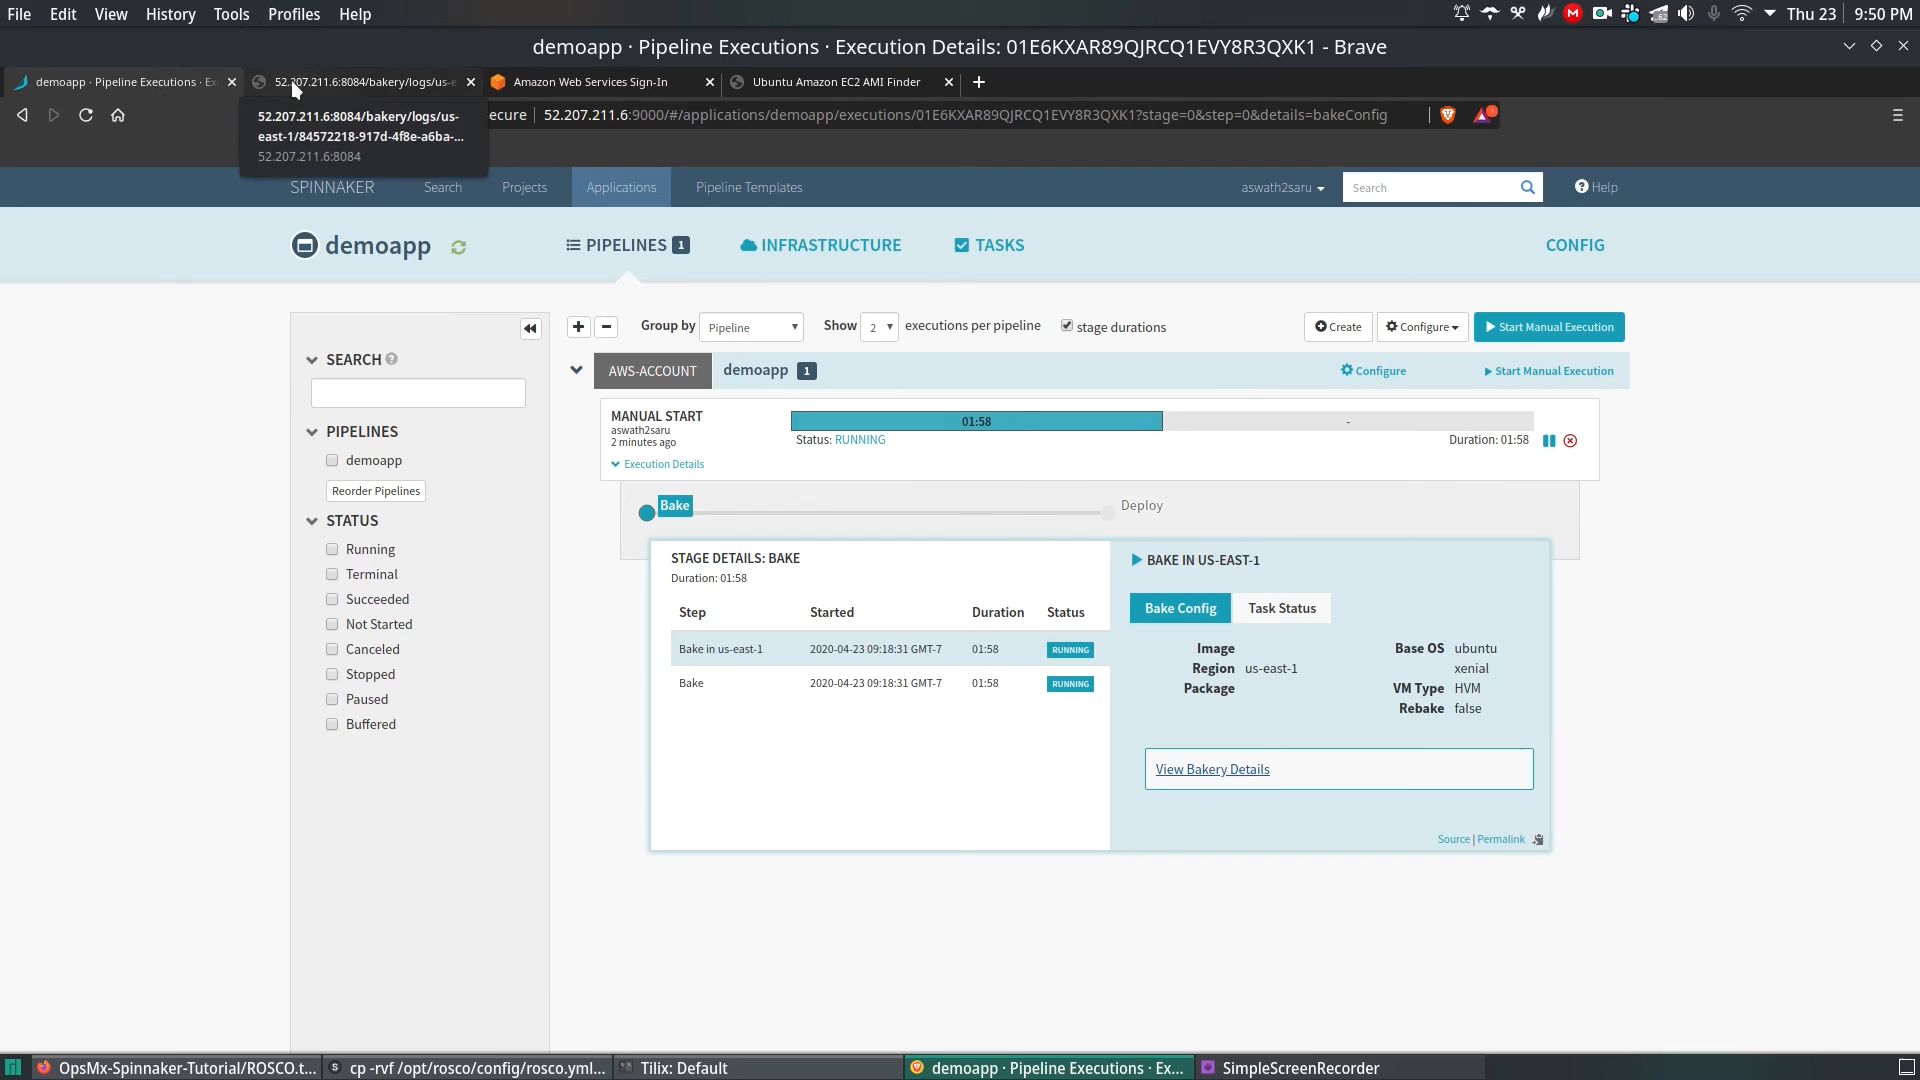 File Edit View History Tools Profiles Help
62
Thu 23 9:50 PM
demoapp · Pipeline Executions · Execution Details: 01E6KXAR89QJRCQ1EVY8R3QXK1 - Brave
demoapp · Pipeline Executions · Ex
52.207.211.6:8084/bakery/logs/us-e
Amazon Web Services Sign-In
Ubuntu Amazon EC2 AMI Finder
ecure
52.207.211.6:9000/#/applications/demoapp/executions/01E6KXAR89QJRCQ1EVY8R3QXK1?stage=0&step=0&details=bakeConfig
52.207.211.6:8084/bakery/logs/us-
east-1/84572218-917d-4f8e-a6ba-...
52.207.211.6:8084
SPINNAKER Search Projects Applications Pipeline Templates
aswath2saru
Search
Help
demoapp
PIPELINES 1
INFRASTRUCTURE
TASKS
CONFIG
SEARCH
PIPELINES
demoapp
Reorder Pipelines
STATUS
Running
Terminal
Succeeded
Not Started
Canceled
Stopped
Paused
Buffered
Group by Pipeline Show 2 executions per pipeline stage durations
Create
Configure
Start Manual Execution
AWS-ACCOUNT demoapp 1
Configure
Start Manual Execution
MANUAL START
aswath2saru
2 minutes ago
01:58
-
Status: RUNNING
Duration: 01:58
Execution Details
Bake
Deploy
STAGE DETAILS: BAKE
Duration: 01:58
Step Started Duration Status
Bake in us-east-1 2020-04-23 09:18:31 GMT-7 01:58 RUNNING
Bake 2020-04-23 09:18:31 GMT-7 01:58 RUNNING
BAKE IN US-EAST-1
Bake Config Task Status
Image
Region us-east-1
Package
Base OS ubuntu
xenial
VM Type HVM
Rebake false
View Bakery Details
Source | Permalink
OpsMx-Spinnaker-Tutorial/ROSCO.t...
cp -rvf /opt/rosco/config/rosco.yml...
Tilix: Default
demoapp · Pipeline Executions · Ex...
SimpleScreenRecorder